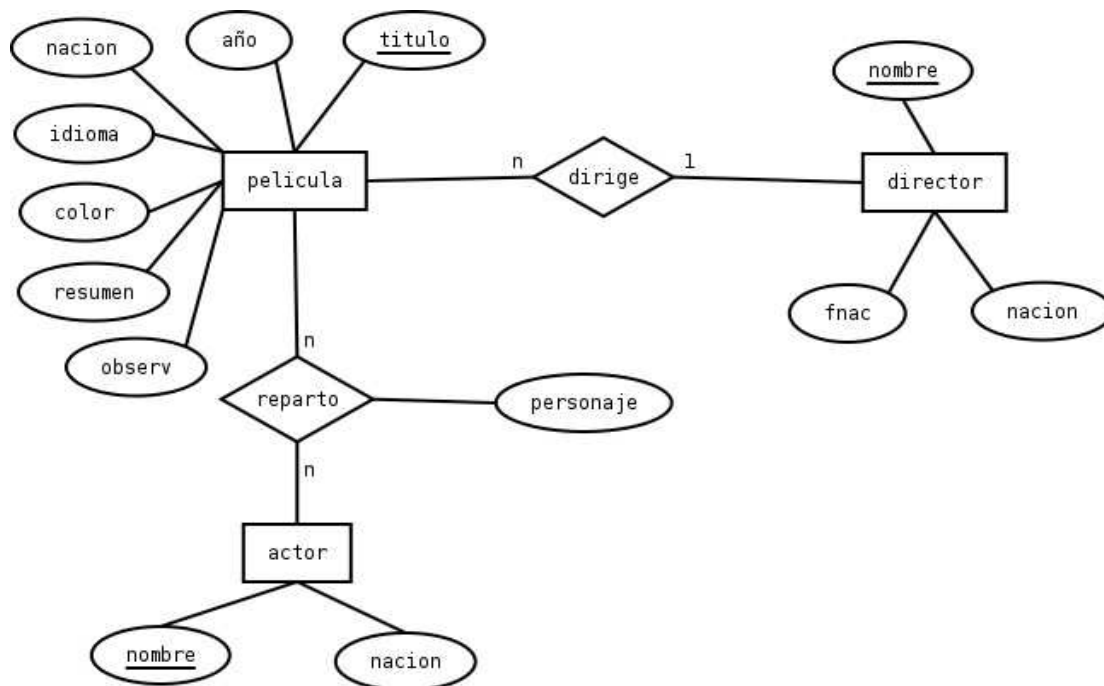 nacion
año
titulo
nombre
idioma
pelicula
n
dirige
1
director
color
resumen
fnac
nacion
observ
n
reparto
personaje
n
actor
nombre
nacion